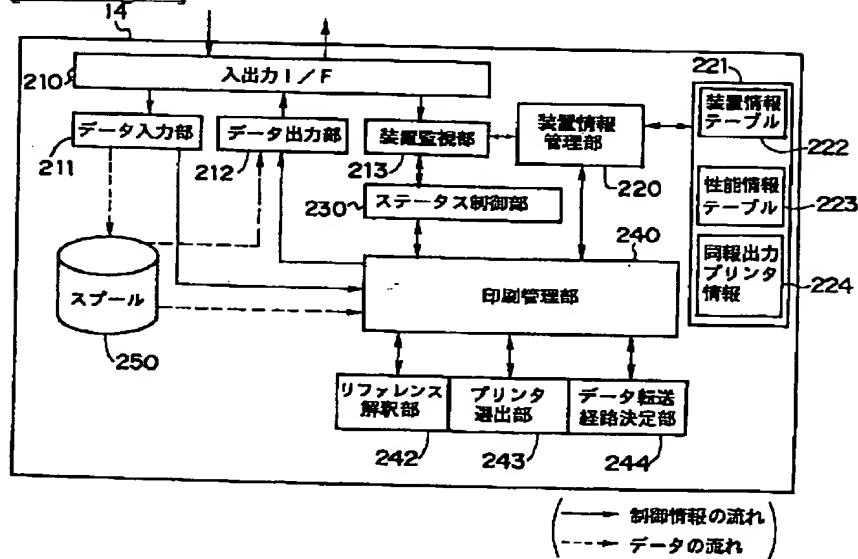 14
210
入出力 I/F
221
装置情報
テーブル
222
データ入力部
211
データ出力部
212
装置監視部
213
装置情報
管理部
220
性能情報
テーブル
223
230
ステータス制御部
240
同報出力
プリンタ
情報
224
スプール
250
印刷管理部
リファレンス
解釈部
242
プリンタ
選出部
243
データ転送
経路決定部
244
制御情報の流れ
データの流れ